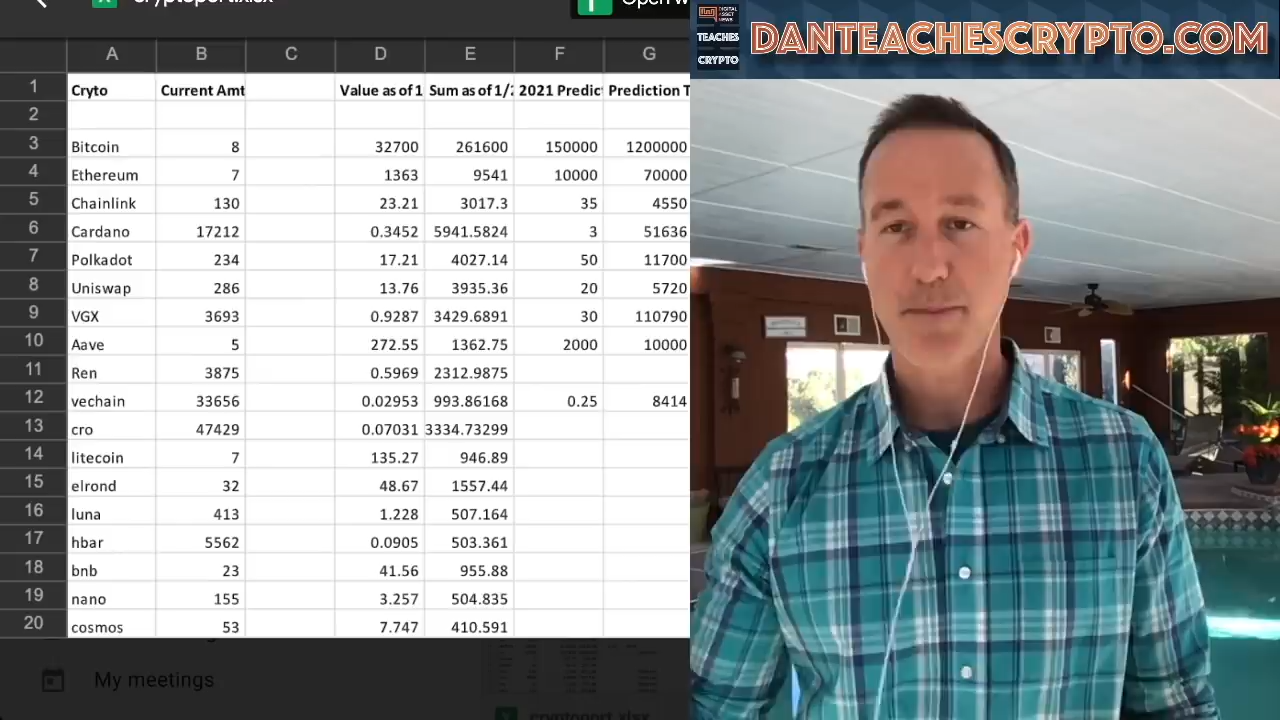 cryptoport.xlsx
A B C D E F G
1 Cryto Current Amt Value as of 1 Sum as of 1/2 2021 Predic Prediction T
2
3 Bitcoin 8 32700 261600 150000 1200000
4 Ethereum 7 1363 9541 10000 70000
5 Chainlink 130 23.21 3017.3 35 4550
6 Cardano 17212 0.3452 5941.5824 3 51636
7 Polkadot 234 17.21 4027.14 50 11700
8 Uniswap 286 13.76 3935.36 20 5720
9 VGX 3693 0.9287 3429.6891 30 110790
10 Aave 5 272.55 1362.75 2000 10000
11 Ren 3875 0.5969 2312.9875
12 vechain 33656 0.02953 993.86168 0.25 8414
13 cro 47429 0.07031 3334.73299
14 litecoin 7 135.27 946.89
15 elrond 32 48.67 1557.44
16 luna 413 1.228 507.164
17 hbar 5562 0.0905 503.361
18 bnb 23 41.56 955.88
19 nano 155 3.257 504.835
20 cosmos 53 7.747 410.591
My meetings
cryptoport.xlsx
DIGITAL
ASSET
NEWS
TEACHES
CRYPTO
DANTEACHESCRYPTO.COM